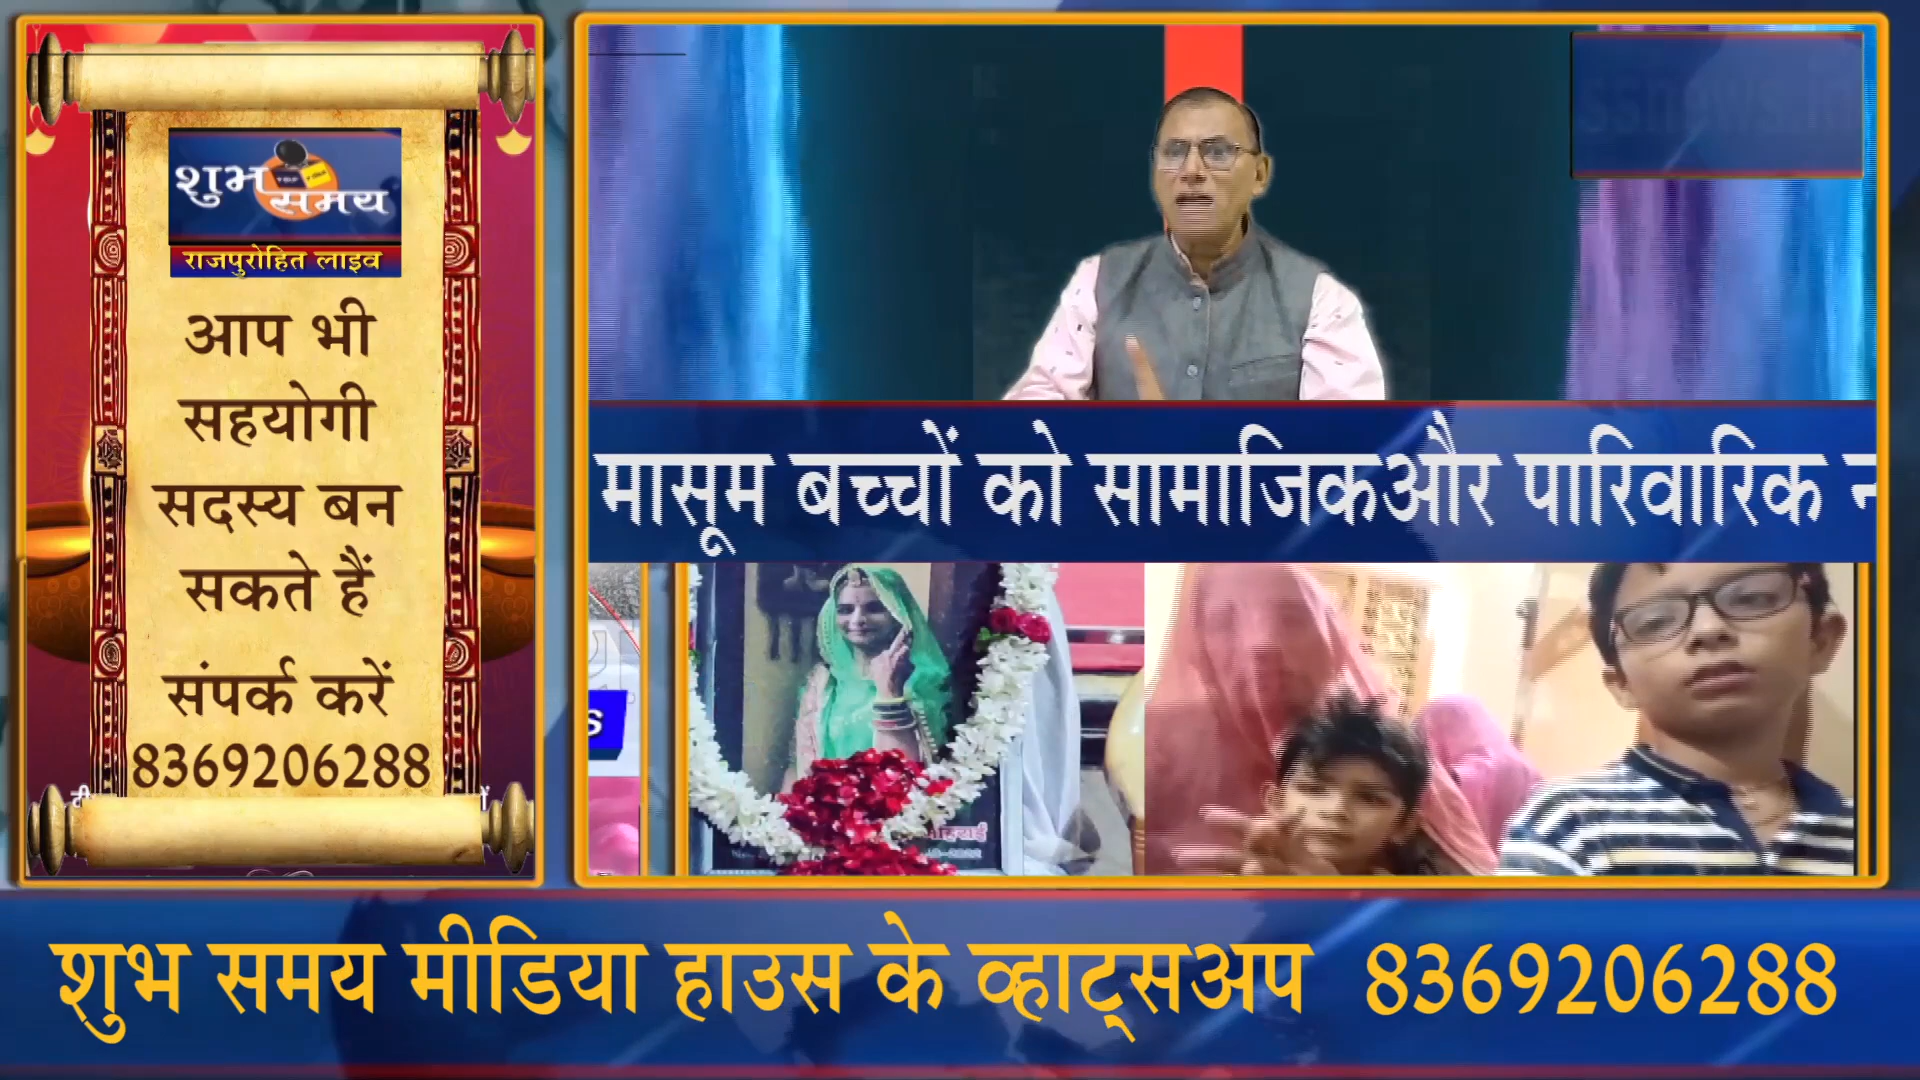 शुभ
समय
राजपुरोहित लाइव
आप भी
सहयोगी
सदस्य बन
सकते हैं
संपर्क करें
8369206288
मासूम बच्चों को सामाजिकऔर पारिवारिक
S
शुभ समय मीडिया हाउस के व्हाट्सअप 8369206288